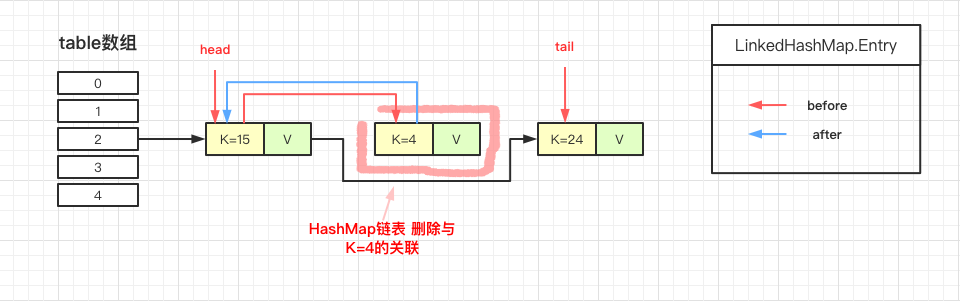 table数组
head
tail
LinkedHashMap.Entry
0
1
2
3
4
K=15
V
K=4
V
K=24
V
before
after
HashMap链表 删除与
K=4的关联